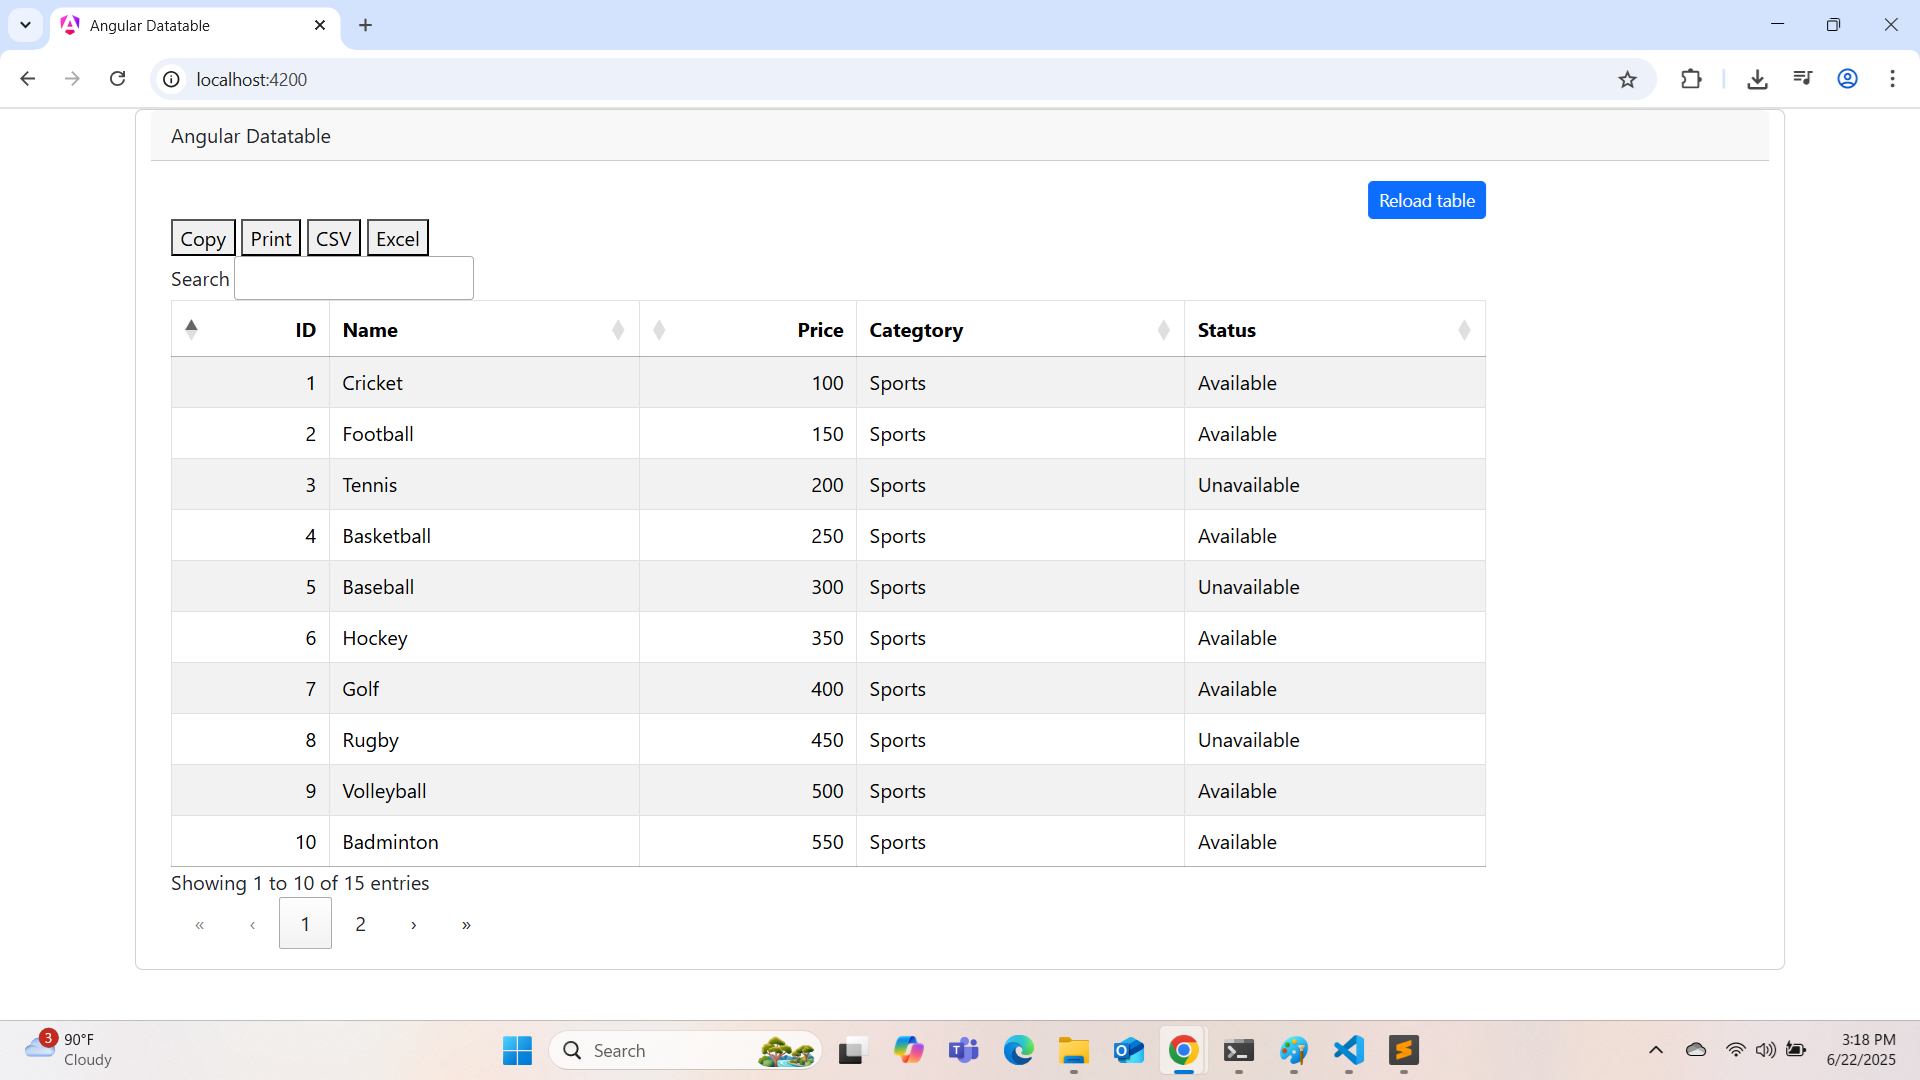 Angular Datatable
localhost:4200
Angular Datatable
Reload table
Copy Print CSV Excel
Search
ID Name Price Categtory Status
1 Cricket 100 Sports Available
2 Football 150 Sports Available
3 Tennis 200 Sports Unavailable
4 Basketball 250 Sports Available
5 Baseball 300 Sports Unavailable
6 Hockey 350 Sports Available
7 Golf 400 Sports Available
8 Rugby 450 Sports Unavailable
9 Volleyball 500 Sports Available
10 Badminton 550 Sports Available
Showing 1 to 10 of 15 entries
« ‹ 1 2 › »
3 90°F
Cloudy
Search
3:18 PM
6/22/2025